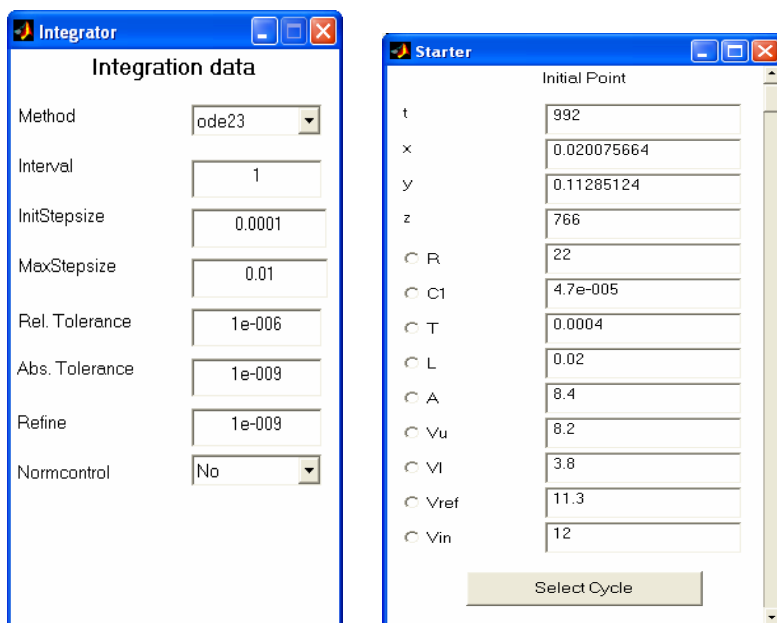 Integrator
Integration data
Method ode23
Interval 1
InitStepsize 0.0001
MaxStepsize 0.01
Rel. Tolerance 1e-006
Abs. Tolerance 1e-009
Refine 1e-009
Normcontrol No
Starter
Initial Point
t 992
x 0.020075664
y 0.11285124
z 766
R 22
C1 4.7e-005
T 0.0004
L 0.02
A 8.4
Vu 8.2
Vl 3.8
Vref 11.3
Vin 12
Select Cycle